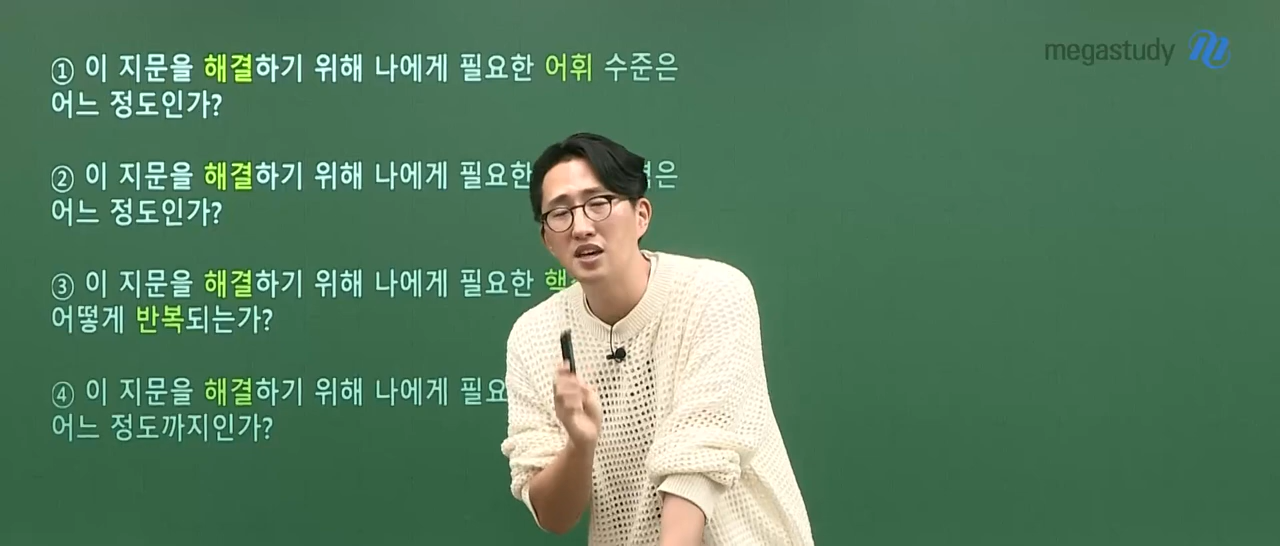 ① 이 지문을 해결하기 위해 나에게 필요한 어휘 수준은
어느 정도인가?
megastudy
② 이 지문을 해결하기 위해 나에게 필요한
어느 정도인가?
③ 이 지문을 해결하기 위해 나에게 필요한
어떻게 반복되는가?
④ 이 지문을 해결하기 위해 나에게
어느 정도까지인가?